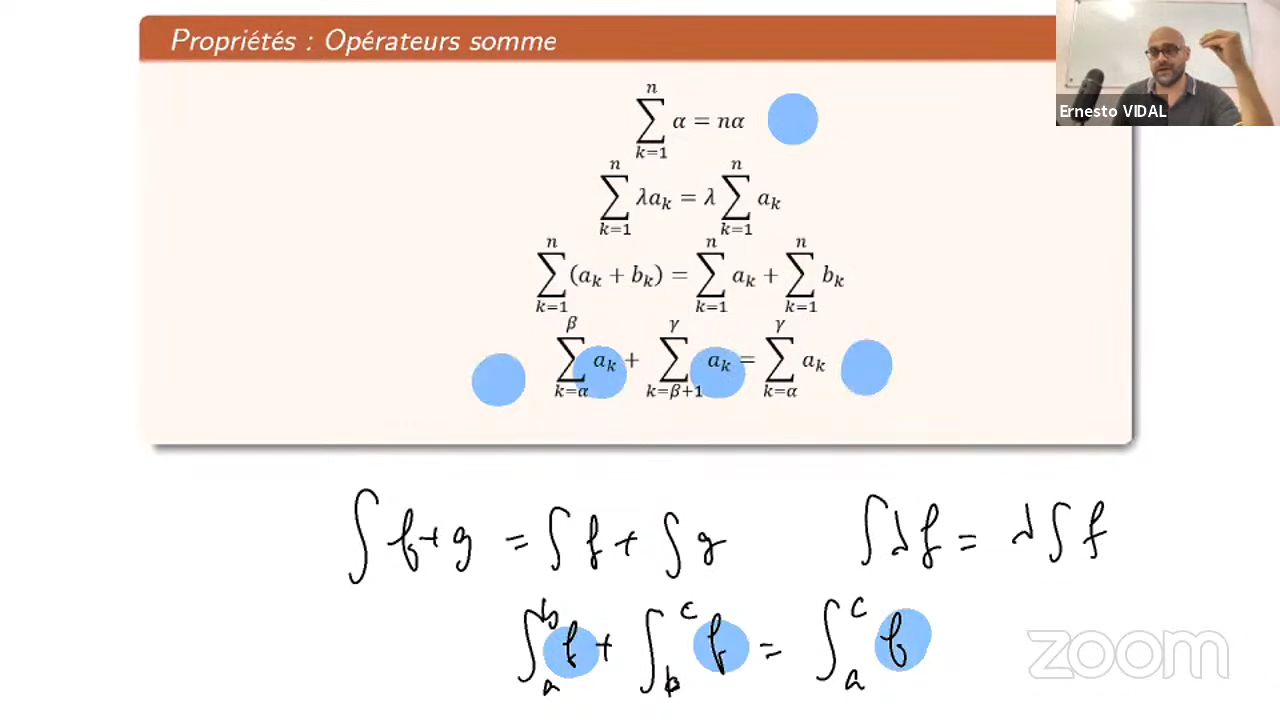 Propriétés : Opérateurs somme
Ernesto VIDAL
∑_{k=1}^{n} α = nα
∑_{k=1}^{n} λa_k = λ ∑_{k=1}^{n} a_k
∑_{k=1}^{n} (a_k + b_k) = ∑_{k=1}^{n} a_k + ∑_{k=1}^{n} b_k
∑_{k=α}^{β} a_k + ∑_{k=β+1}^{γ} a_k = ∑_{k=α}^{γ} a_k
∫ f+g = ∫ f + ∫ g    ∫ λf = λ ∫ f
∫_a^b f + ∫_b^c f = ∫_a^c f
zoom